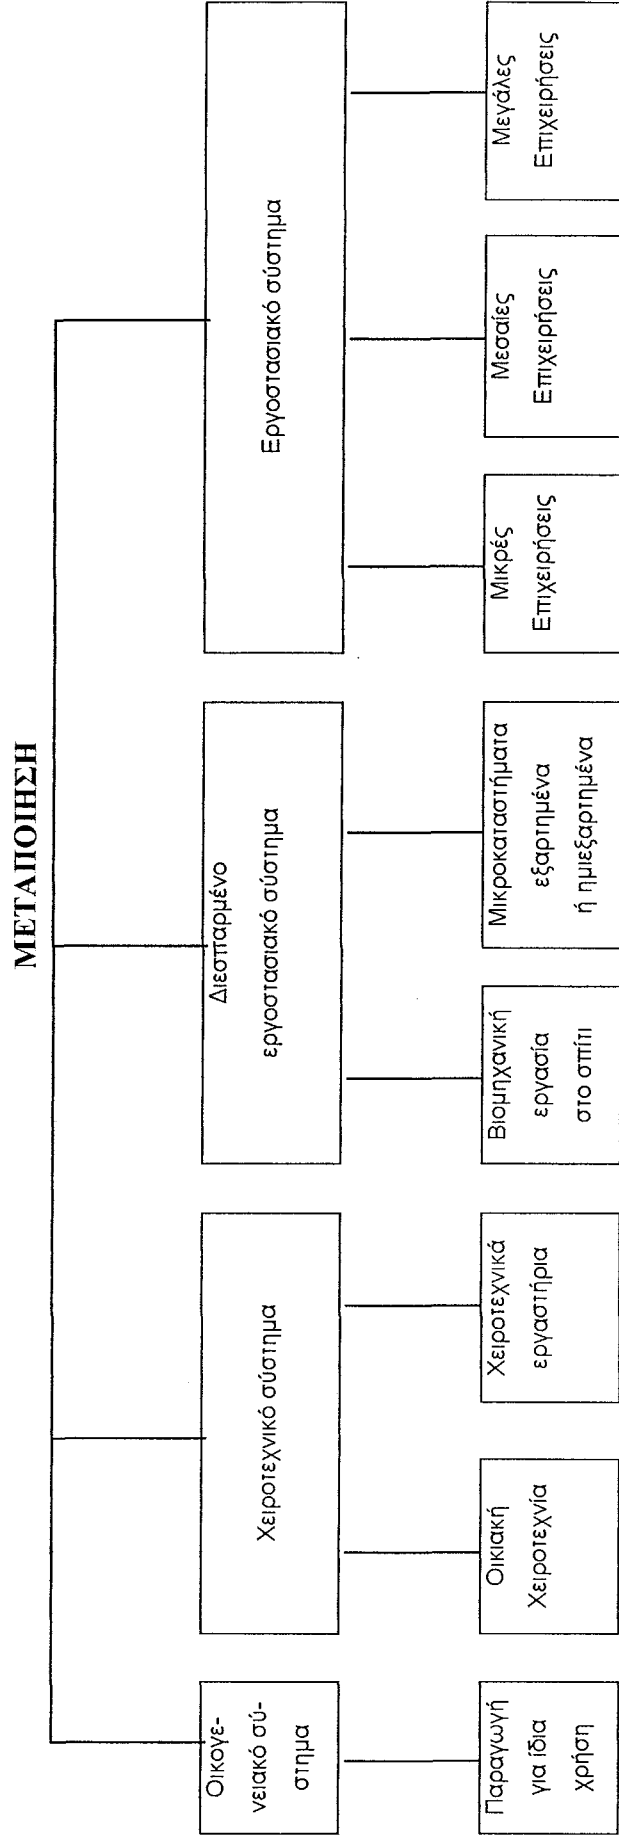 ΜΕΤΑΠΟΙΗΣΗ
Οικογε-
νειακό σύ-
στημα
Χειροτεχνικό σύστημα
Διεσπαρμένο
εργοστασιακό σύστημα
Εργοστασιακό σύστημα
Παραγωγή
για ίδια
χρήση
Οικιακή
Χειροτεχνία
Χειροτεχνικά
εργαστήρια
Βιομηχανική
εργασία
στο σπίτι
Μικροκαταστήματα
εξαρτημένα
ή ημιεξαρτημένα
Μικρές
Επιχειρήσεις
Μεσαίες
Επιχειρήσεις
Μεγάλες
Επιχειρήσεις